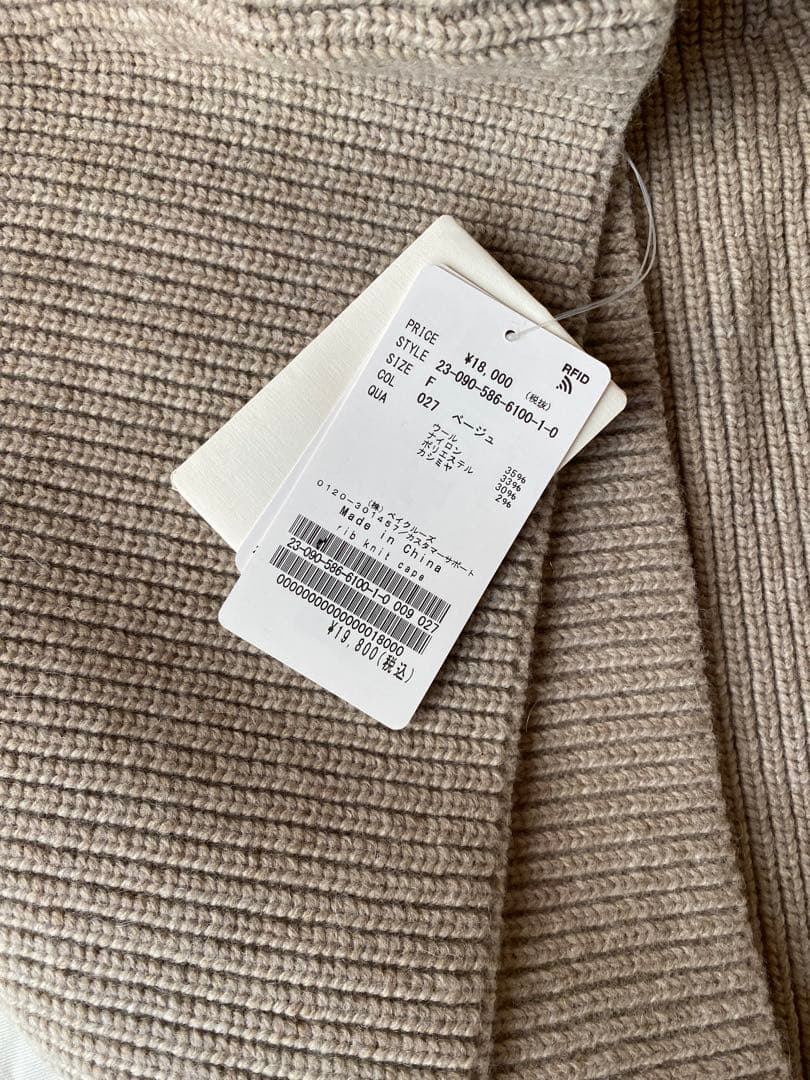 RFID
PRICE ¥18,000 (税抜)
STYLE 23-090-586-6100-1-0
SIZE F
COL 027 ベージュ
QUA ウール 35%
ナイロン 33%
ポリエステル 30%
カシミヤ 2%
(株)ベイクルーズ
0120-301457/カスタマーサポート
Made in China
rib knit cape
23-090-586-6100-1-0 009 027
0000000000000018000
¥19,800(税込)